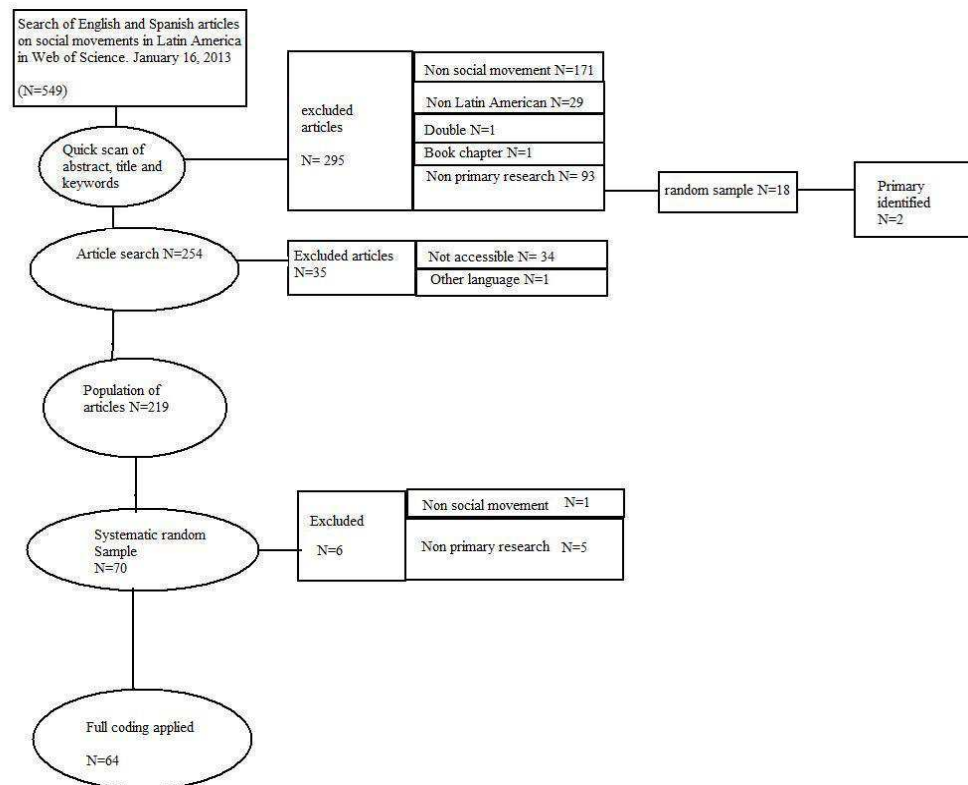 Search of English and Spanish articles
on social movements in Latin America
in Web of Science. January 16, 2013
(N=549)
Quick scan of
abstract, title and
keywords
excluded
articles
N= 295
Non social movement N=171
Non Latin American N=29
Double N=1
Book chapter N=1
Non primary research N= 93
random sample N=18
Primary
identified
N=2
Article search N=254
Excluded articles
N=35
Not accessible N= 34
Other language N=1
Population of
articles N=219
Systematic random
Sample
N=70
Excluded
N=6
Non social movement N=1
Non primary research N=5
Full coding applied
N=64